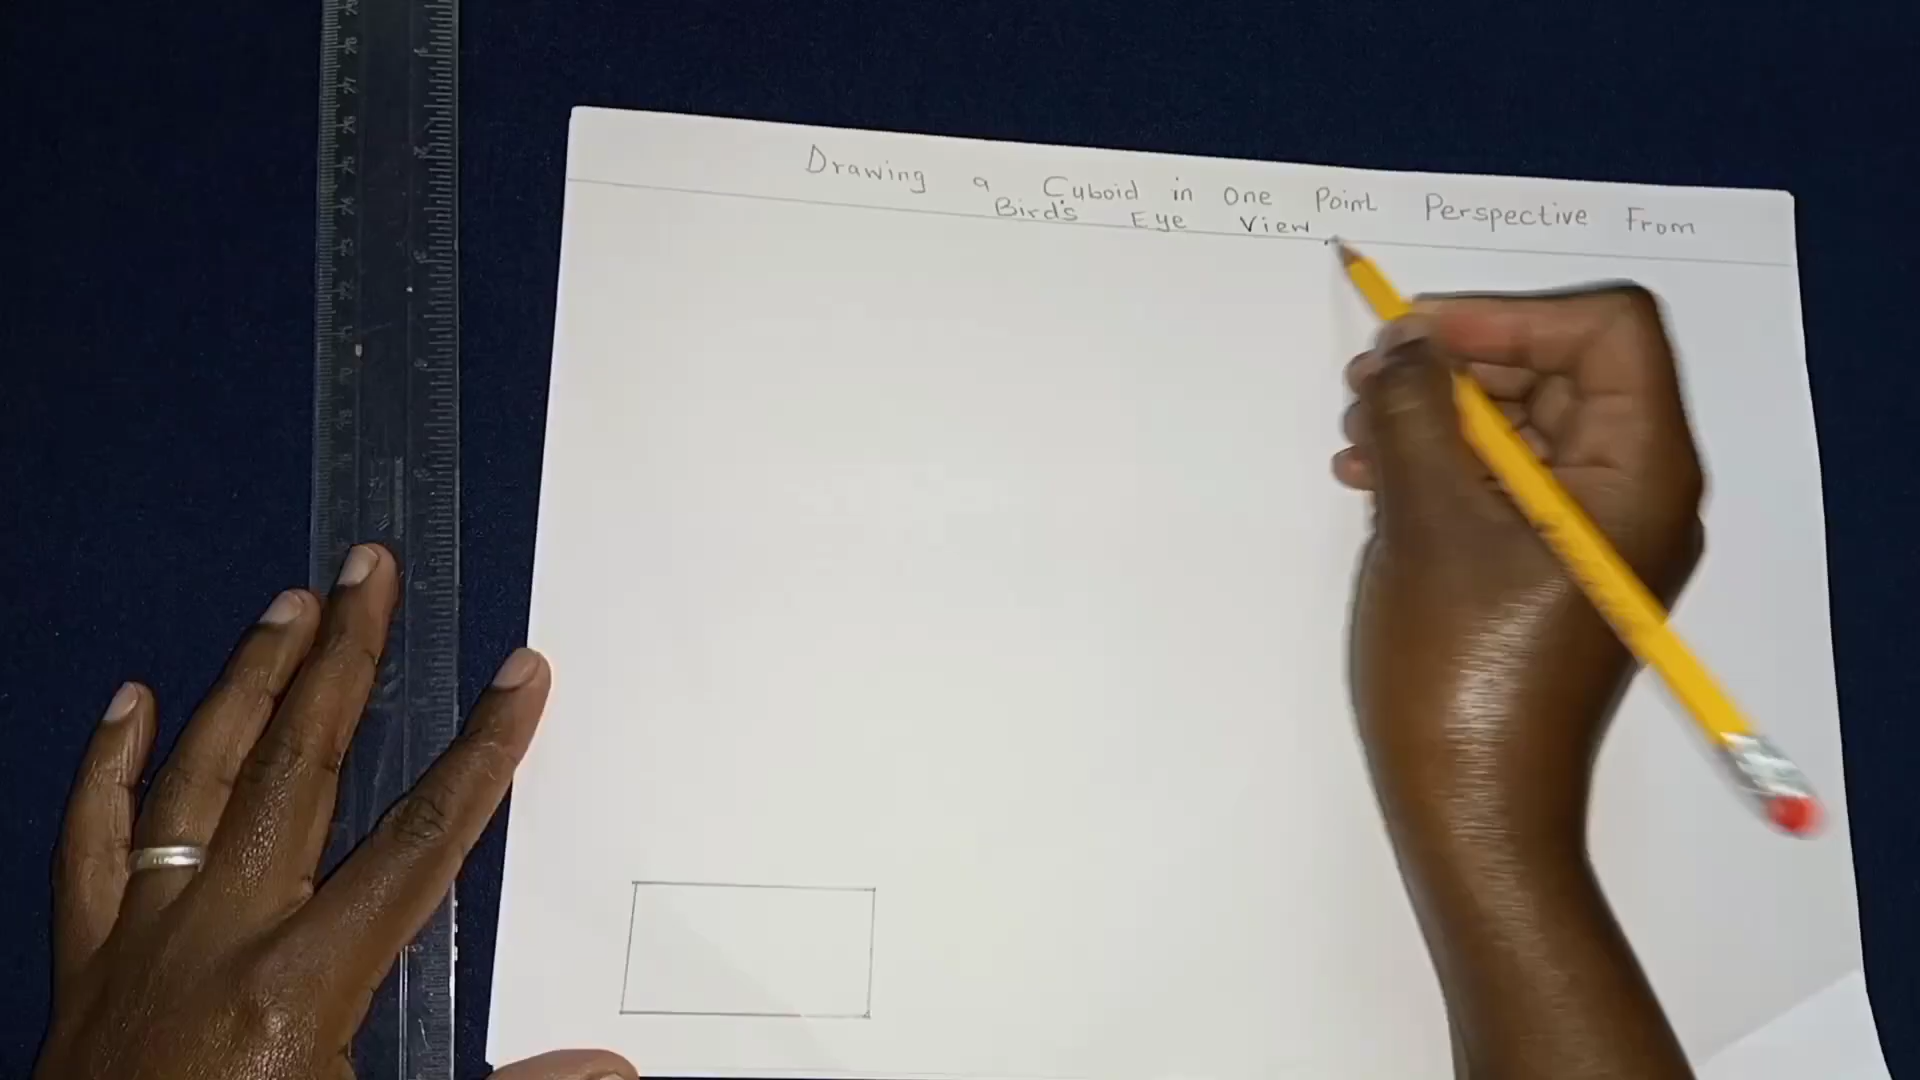 Drawing a Cuboid in One Point Perspective From
Bird's Eye View